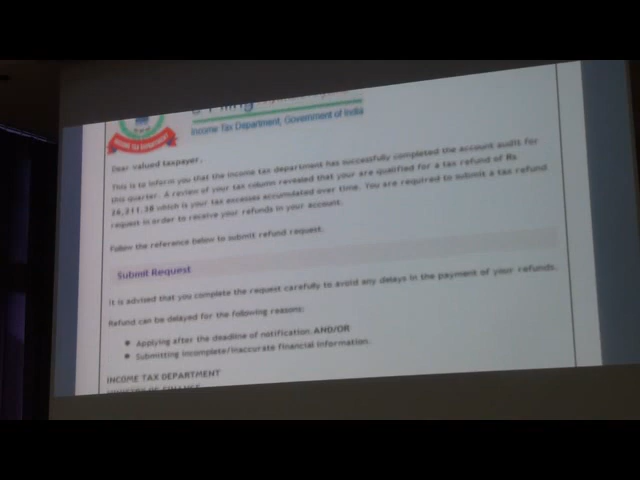 e-Filing
Income Tax Department, Government of India
INCOME TAX DEPARTMENT
Dear valued taxpayer,
This is to inform you that the income tax department has successfully completed the account audit for
this quarter. A review of your tax column revealed that your are qualified for a tax refund of Rs
which is your tax excesses accumulated over time. You are required to submit a tax refund
request in order to receive your refunds in your account.
Follow the reference below to submit refund request.
Submit Request
It is advised that you complete the request carefully to avoid any delays in the payment of your refunds.
Refund can be delayed for the following reasons:
• Applying after the deadline of notification AND/OR
• Submitting incomplete/inaccurate financial information.
INCOME TAX DEPARTMENT
MINISTRY OF FINANCE